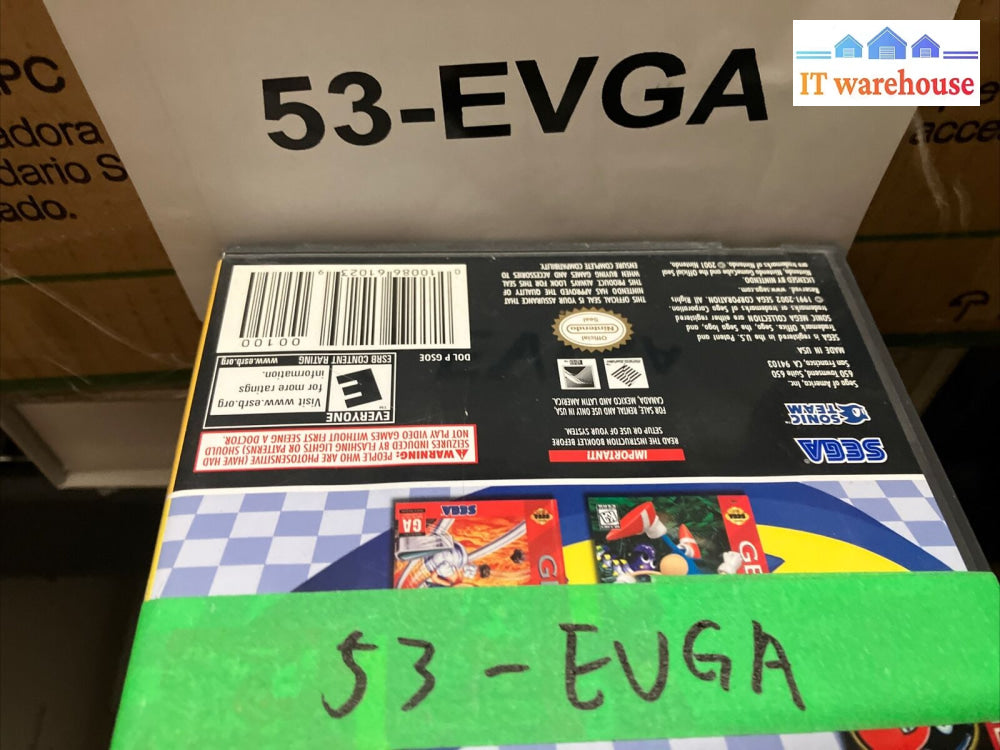 IT warehouse
53-EVGA
PC
adora
dario S
ado.
acce
0 10086 61023 9
00100
DOL G5OE
ESRB CONTENT RATING www.esrb.org
EVERYONE
E
Visit www.esrb.org
for more ratings
information.
WARNING: PEOPLE WHO ARE PHOTOSENSITIVE (HAVE HAD
SEIZURES INDUCED BY FLASHING LIGHTS OR PATTERNS) SHOULD
NOT PLAY VIDEO GAMES WITHOUT FIRST SEEING A DOCTOR.
IMPORTANT!
READ THE INSTRUCTION BOOKLET BEFORE
SETUP OR USE OF YOUR SYSTEM.
FOR SALE, RENTAL AND USE ONLY IN USA,
CANADA, MEXICO AND LATIN AMERICA.
Official
Nintendo
Seal
THIS OFFICIAL SEAL IS YOUR ASSURANCE THAT
NINTENDO HAS APPROVED THE QUALITY OF
THIS PRODUCT. ALWAYS LOOK FOR THIS SEAL
WHEN BUYING GAMES AND ACCESSORIES TO
ENSURE COMPLETE COMPATIBILITY.
SEGA
SONIC
TEAM
Sega of America, Inc.
650 Townsend, Suite 650
San Francisco, CA 94103
MADE IN USA.
SEGA is registered in the U.S. Patent and
Trademark Office. Sega, the Sega logo, and
SONIC MEGA COLLECTION are either registered
trademarks or trademarks of Sega Corporation.
© 1991-2002 SEGA CORPORATION. All Rights
Reserved. www.sega.com
LICENSED BY NINTENDO.
Nintendo, Nintendo GameCube and the Official Seal
are trademarks of Nintendo. © 2001 Nintendo.
SEGA
GA
GE
GE
53-EVGA